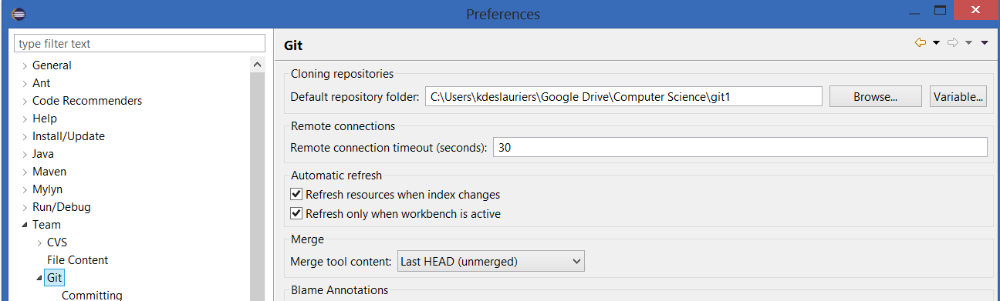 Preferences
type filter text
General
Ant
Code Recommenders
Help
Install/Update
Java
Maven
Mylyn
Run/Debug
Team
CVS
File Content
Git
Committing
Git
Cloning repositories
Default repository folder: C:\Users\kdeslauriers\Google Drive\Computer Science\git1 Browse... Variable...
Remote connections
Remote connection timeout (seconds): 30
Automatic refresh
Refresh resources when index changes
Refresh only when workbench is active
Merge
Merge tool content: Last HEAD (unmerged)
Blame Annotations